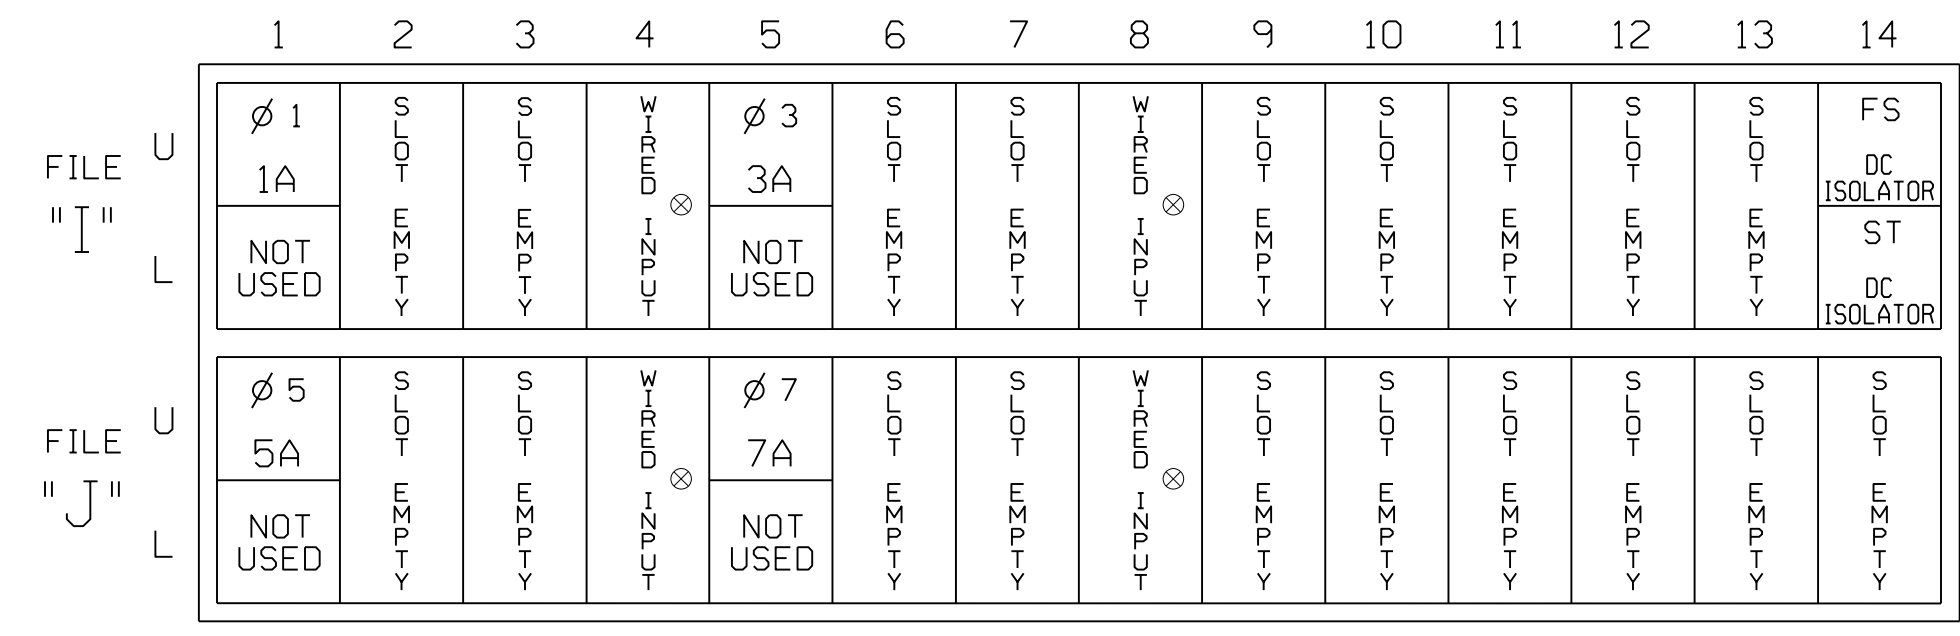 1 2 3 4 5 6 7 8 9 10 11 12 13 14
FILE "I"
U
L
Ø 1
1A
NOT
USED
SLOT EMPTY
SLOT EMPTY
WIRED INPUT
Ø 3
3A
NOT
USED
SLOT EMPTY
SLOT EMPTY
WIRED INPUT
SLOT EMPTY
SLOT EMPTY
SLOT EMPTY
SLOT EMPTY
SLOT EMPTY
FS
DC
ISOLATOR
ST
DC
ISOLATOR
FILE "J"
U
L
Ø 5
5A
NOT
USED
SLOT EMPTY
SLOT EMPTY
WIRED INPUT
Ø 7
7A
NOT
USED
SLOT EMPTY
SLOT EMPTY
WIRED INPUT
SLOT EMPTY
SLOT EMPTY
SLOT EMPTY
SLOT EMPTY
SLOT EMPTY
SLOT EMPTY